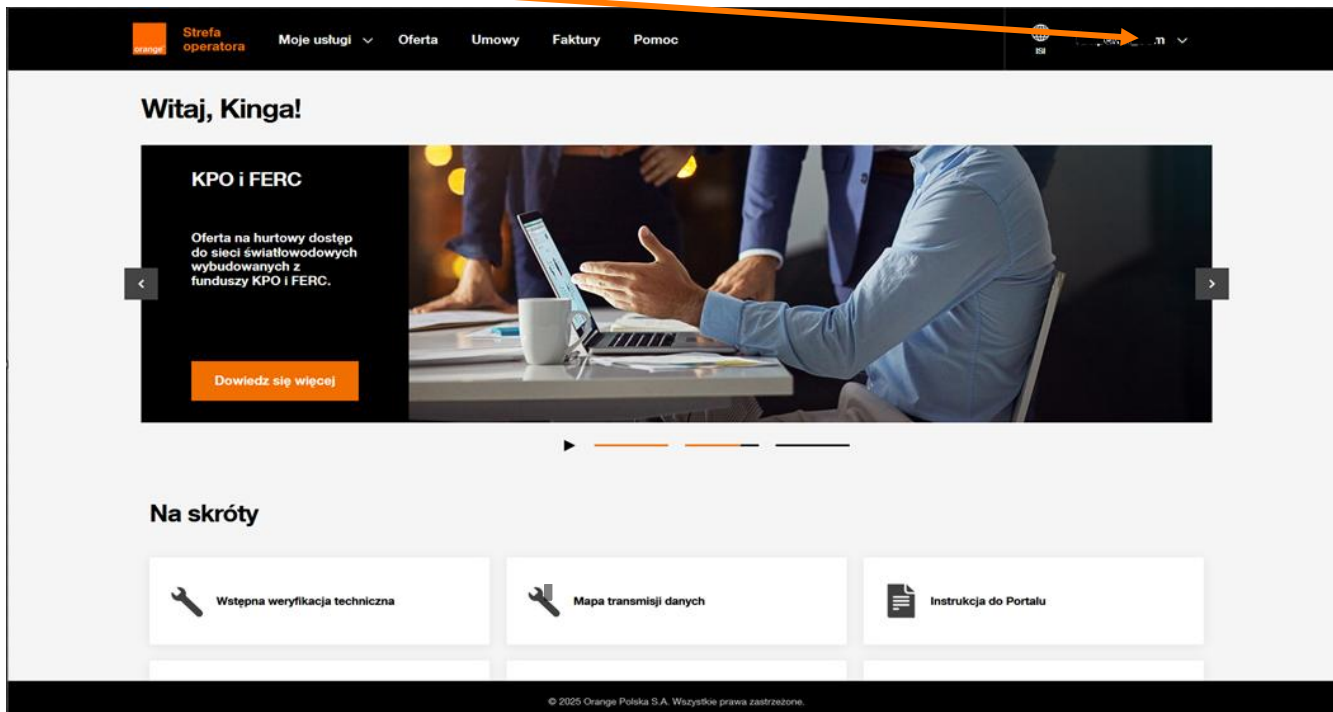 orange
Strefa
operatora
Moje usługi
Oferta
Umowy
Faktury
Pomoc
ISI
Witaj, Kinga!
KPO i FERC
Oferta na hurtowy dostęp
do sieci światłowodowych
wybudowanych z
funduszy KPO i FERC.
Dowiedz się więcej
Na skróty
Wstępna weryfikacja techniczna
Mapa transmisji danych
Instrukcja do Portalu
© 2025 Orange Polska S.A. Wszystkie prawa zastrzeżone.